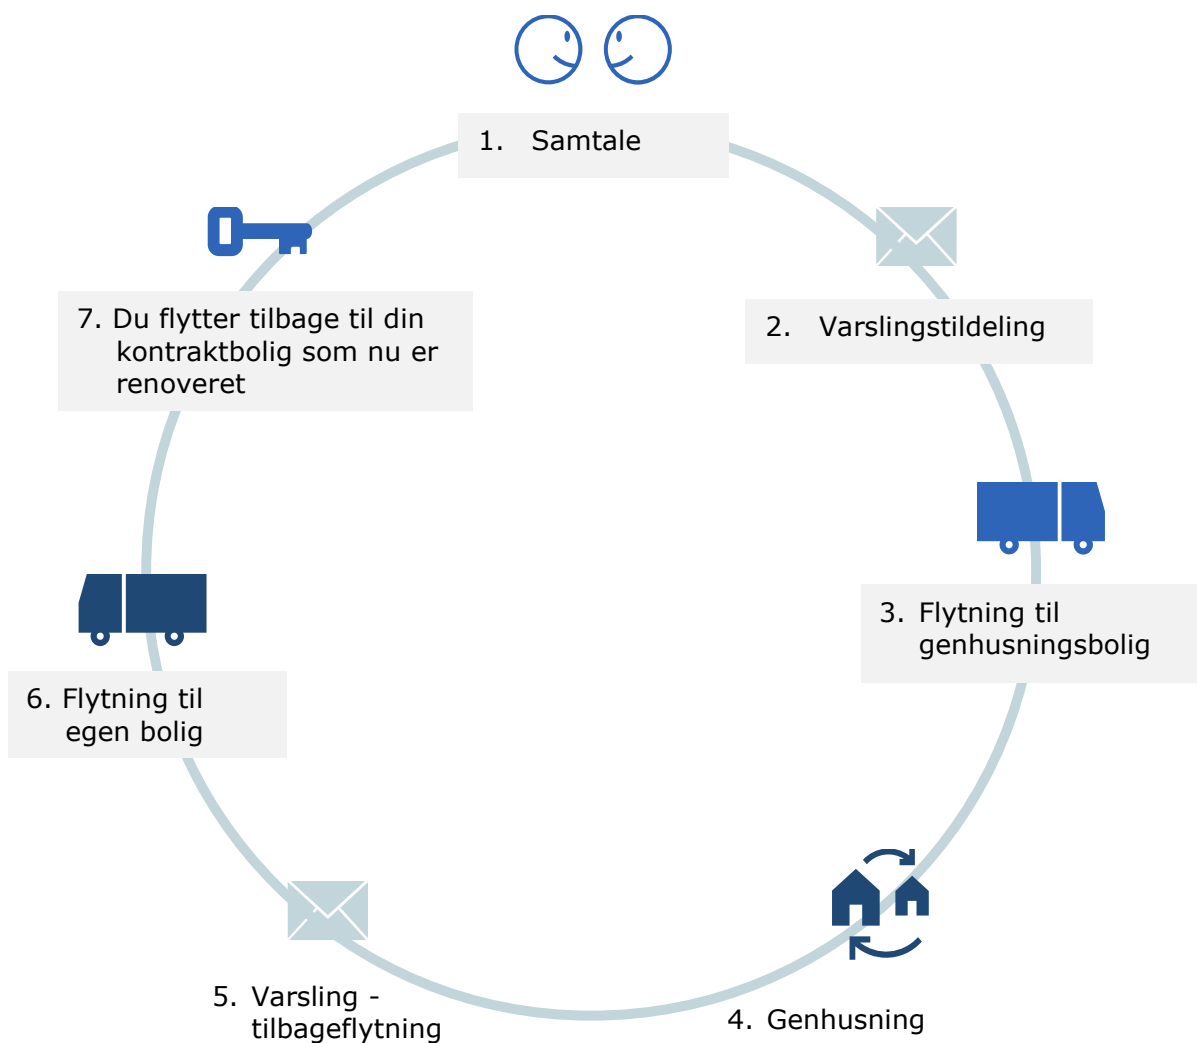 1. Samtale
2. Varslingstildeling
3. Flytning til
genhusningsbolig
4. Genhusning
5. Varsling -
tilbageflytning
6. Flytning til
egen bolig
7. Du flytter tilbage til din
kontraktbolig som nu er
renoveret